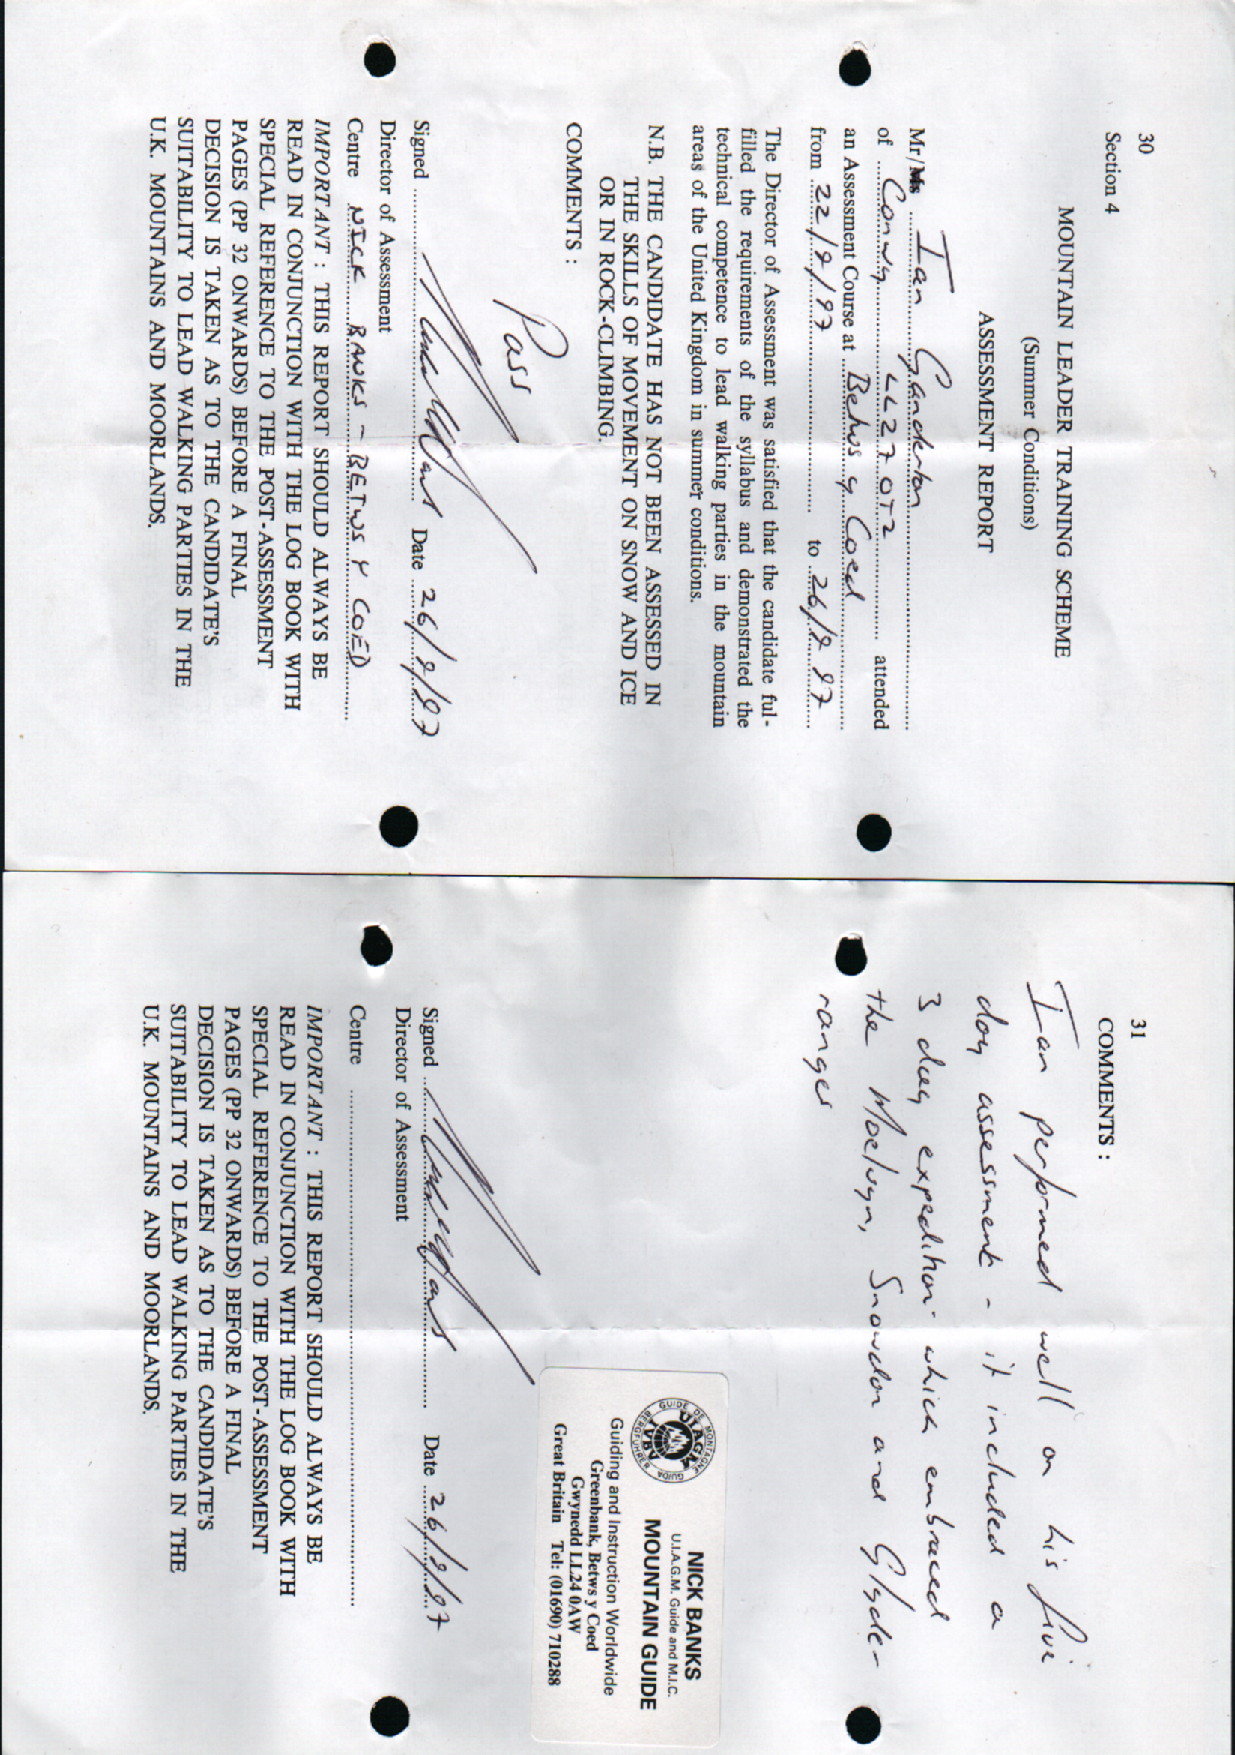 30
Section 4
MOUNTAIN LEADER TRAINING SCHEME
(Summer Conditions)
ASSESSMENT REPORT
Mr/Ms Ian Ganderton
of Conwy LL27 0TZ attended
an Assessment Course at Betws y Coed
from 22/9/97 to 26/9/97
The Director of Assessment was satisfied that the candidate ful-
filled the requirements of the syllabus and demonstrated the
technical competence to lead walking parties in the mountain
areas of the United Kingdom in summer conditions.
N.B. THE CANDIDATE HAS NOT BEEN ASSESSED IN
THE SKILLS OF MOVEMENT ON SNOW AND ICE
OR IN ROCK-CLIMBING.
COMMENTS :
Pass
Signed Date 26/9/97
Director of Assessment
Centre NICK BANKS - BETWS Y COED
IMPORTANT : THIS REPORT SHOULD ALWAYS BE
READ IN CONJUNCTION WITH THE LOG BOOK WITH
SPECIAL REFERENCE TO THE POST-ASSESSMENT
PAGES (PP 32 ONWARDS) BEFORE A FINAL
DECISION IS TAKEN AS TO THE CANDIDATE'S
SUITABILITY TO LEAD WALKING PARTIES IN THE
U.K. MOUNTAINS AND MOORLANDS.
31
COMMENTS :
Ian performed well on his five
day assessment - it included a
3 day expedition which embraced
the Moelwyn, Snowdon and Glyder-
ranges
NICK BANKS
U.I.A.G.M. Guide and M.I.C.
MOUNTAIN GUIDE
Guiding and Instruction Worldwide
Greenbank, Betws y Coed
Gwynedd LL24 0AW
Great Britain Tel: (01690) 710288
GUIDE DE MONTAGNE
BERGFÜHRER
GUIDA
UIAGM
IVBV
Signed Date 26/9/97
Director of Assessment
Centre
IMPORTANT : THIS REPORT SHOULD ALWAYS BE
READ IN CONJUNCTION WITH THE LOG BOOK WITH
SPECIAL REFERENCE TO THE POST-ASSESSMENT
PAGES (PP 32 ONWARDS) BEFORE A FINAL
DECISION IS TAKEN AS TO THE CANDIDATE'S
SUITABILITY TO LEAD WALKING PARTIES IN THE
U.K. MOUNTAINS AND MOORLANDS.